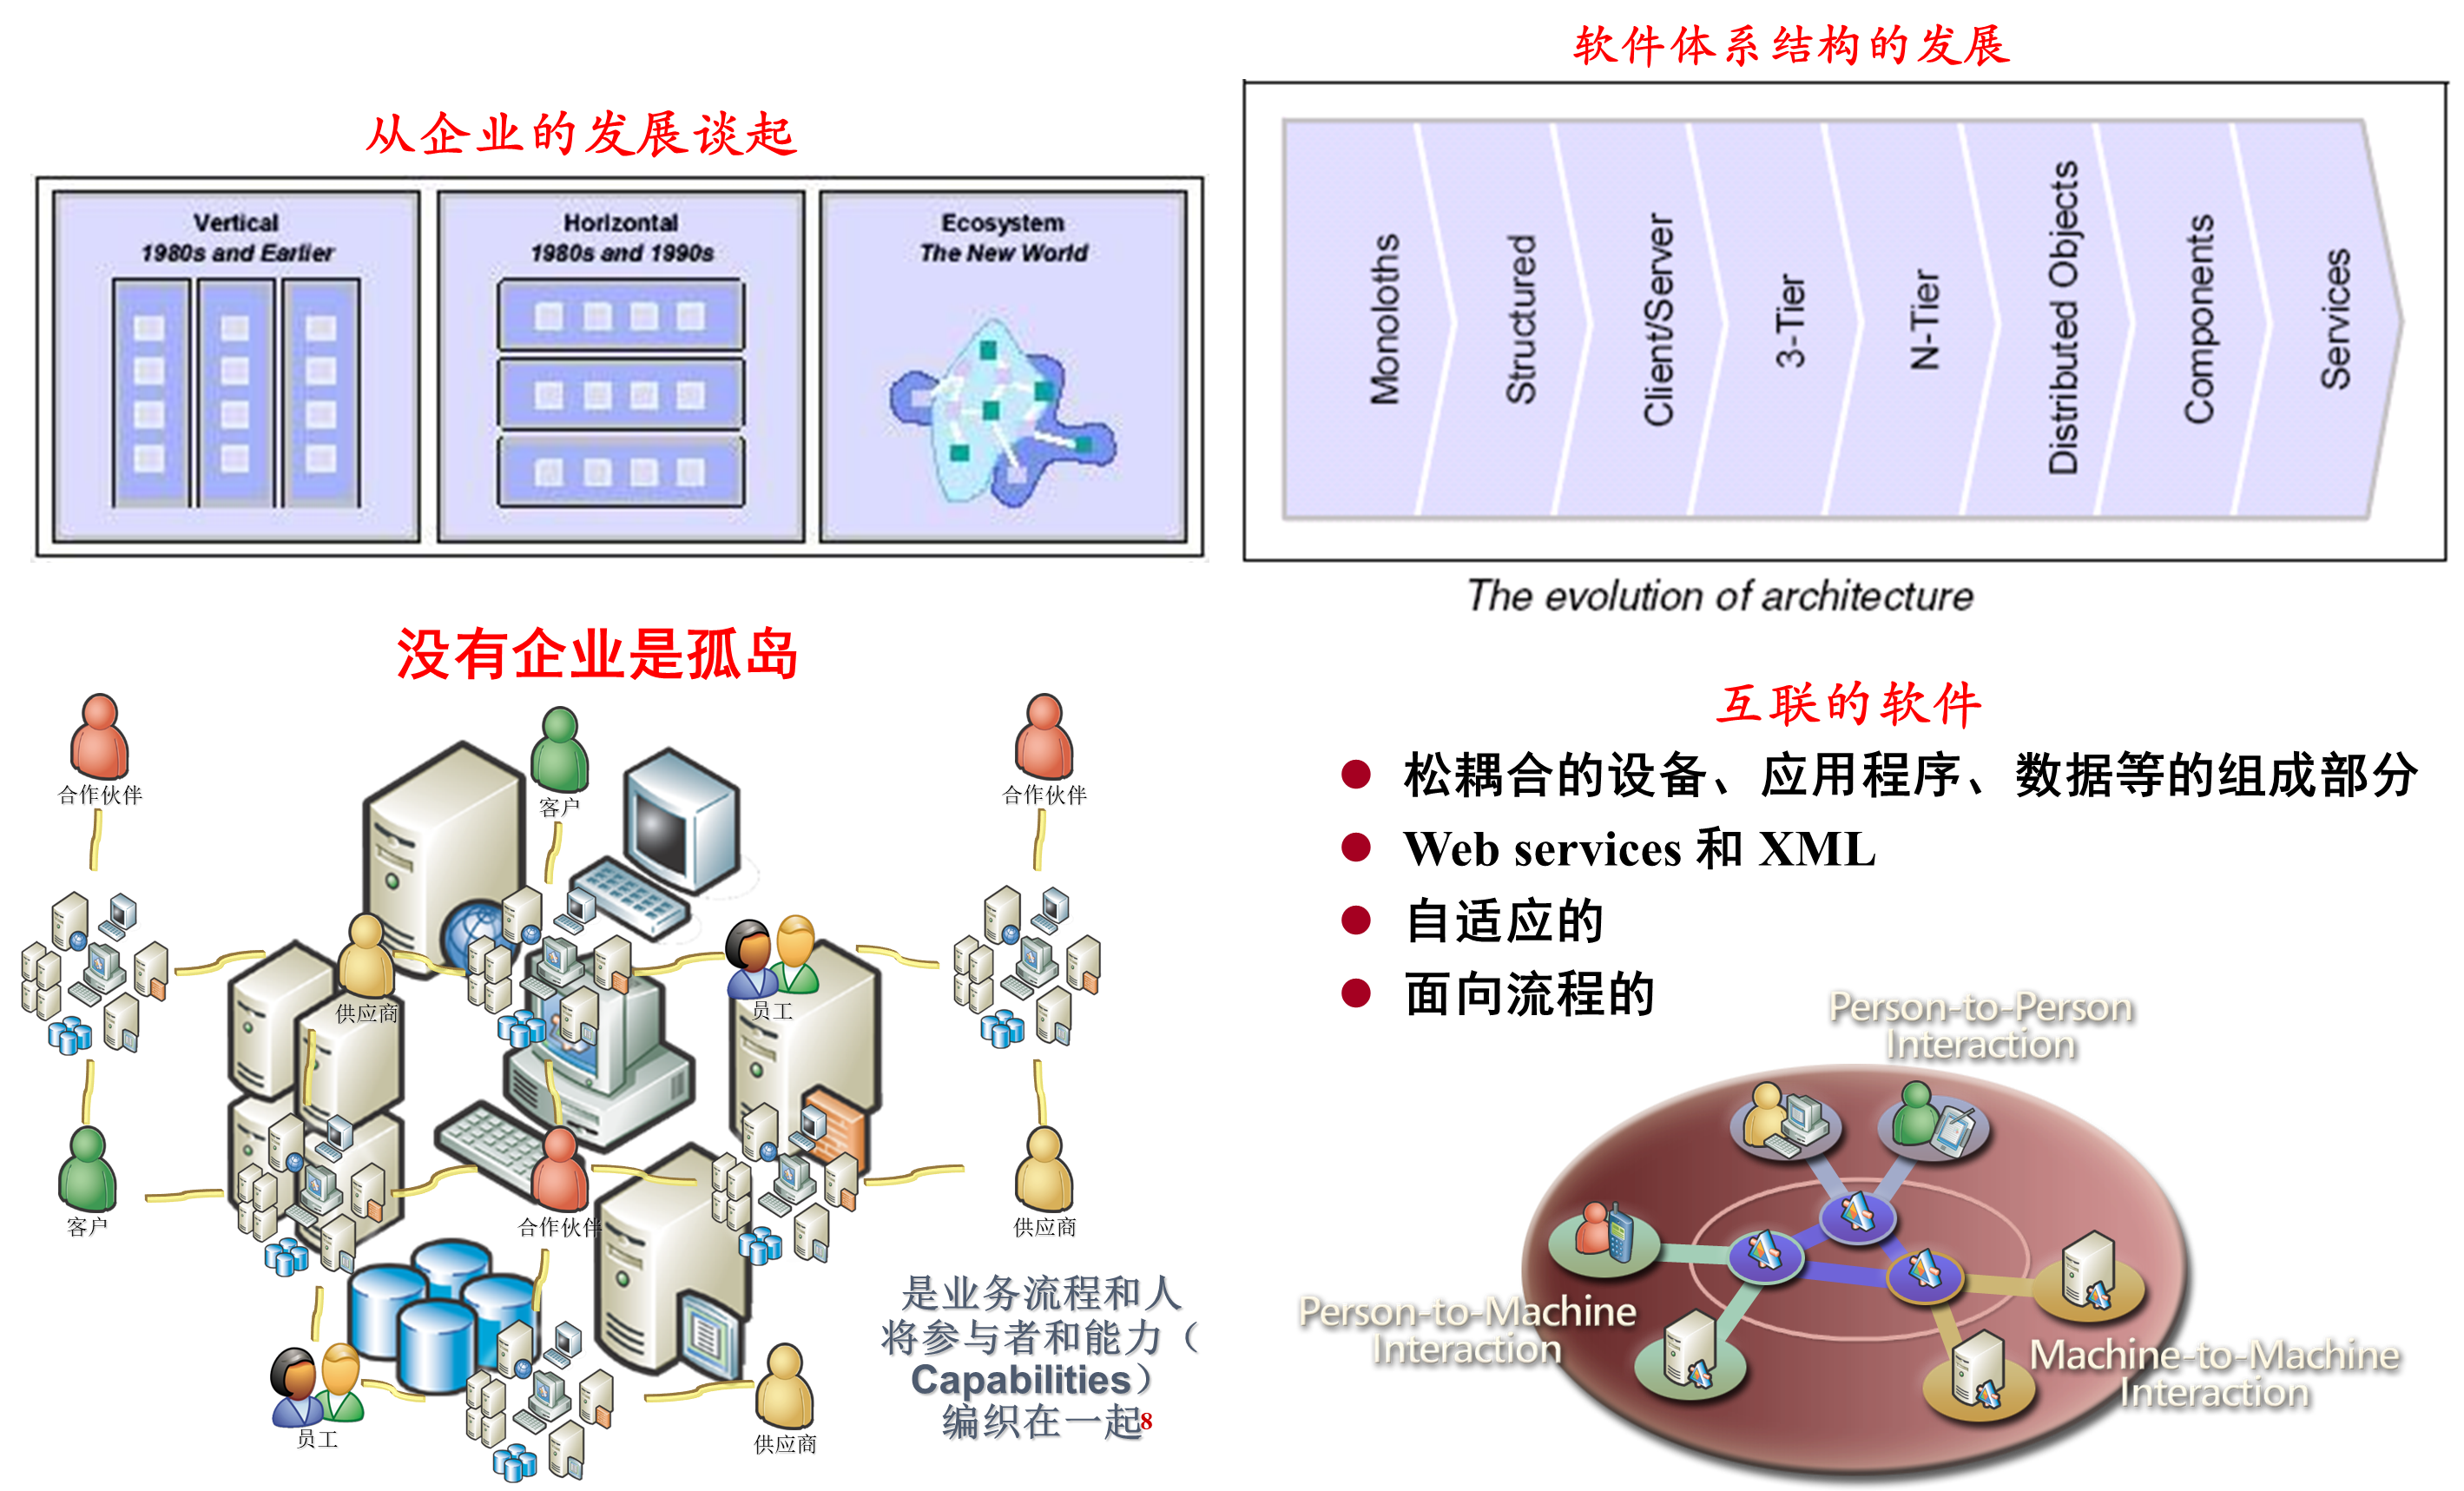 从企业的发展谈起
Vertical
1980s and Earlier
Horizontal
1980s and 1990s
Ecosystem
The New World
软件体系结构的发展
Monoloths
Structured
Client/Server
3-Tier
N-Tier
Distributed Objects
Components
Services
The evolution of architecture
没有企业是孤岛
合作伙伴
客户
合作伙伴
供应商
员工
客户
合作伙伴
供应商
员工
供应商
是业务流程和人
将参与者和能力（
Capabilities）
编织在一起8
互联的软件
松耦合的设备、应用程序、数据等的组成部分
Web services 和 XML
自适应的
面向流程的
Person-to-Person
Interaction
Person-to-Machine
Interaction
Machine-to-Machine
Interaction